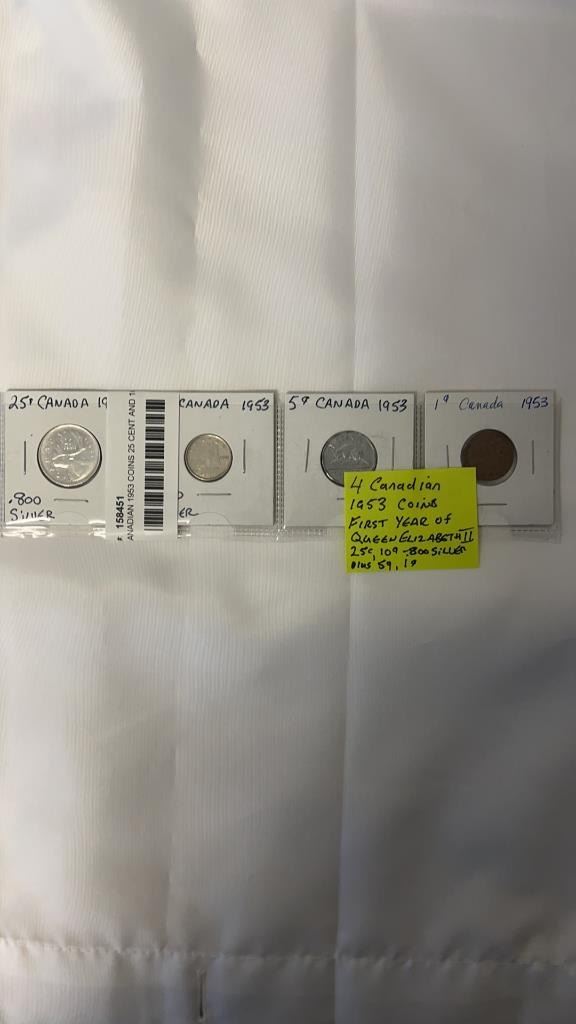 25¢ CANADA 19
.800
SILVER
# 158451
ANADIAN 1953 COINS 25 CENT AND 1
CANADA 1953
ER
5¢ CANADA 1953
1¢ Canada 1953
4 Canadian
1953 COINS
FIRST YEAR of
QUEEN ELIZABETH II
25¢, 10¢ .800 SILVER
PLUS 5¢, 1¢